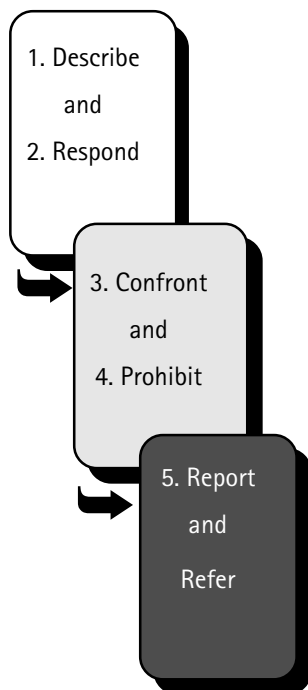 1. Describe
and
2. Respond
3. Confront
and
4. Prohibit
5. Report
and
Refer